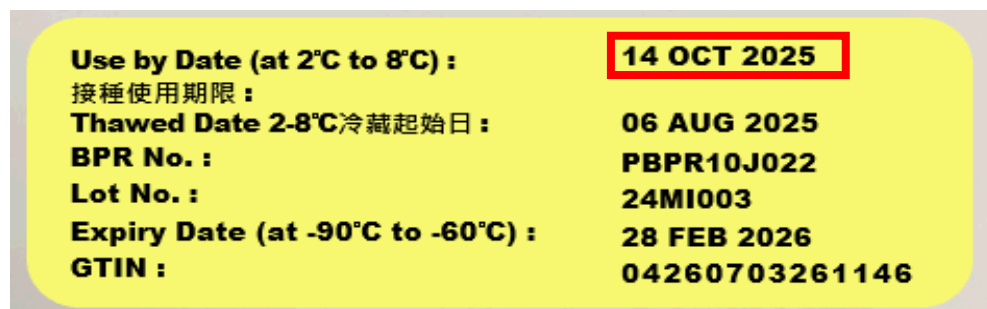 Use by Date (at 2℃ to 8℃) : 14 OCT 2025
接種使用期限 :
Thawed Date 2-8℃冷藏起始日 : 06 AUG 2025
BPR No. : PBPR10J022
Lot No. : 24MI003
Expiry Date (at -90℃ to -60℃) : 28 FEB 2026
GTIN : 04260703261146